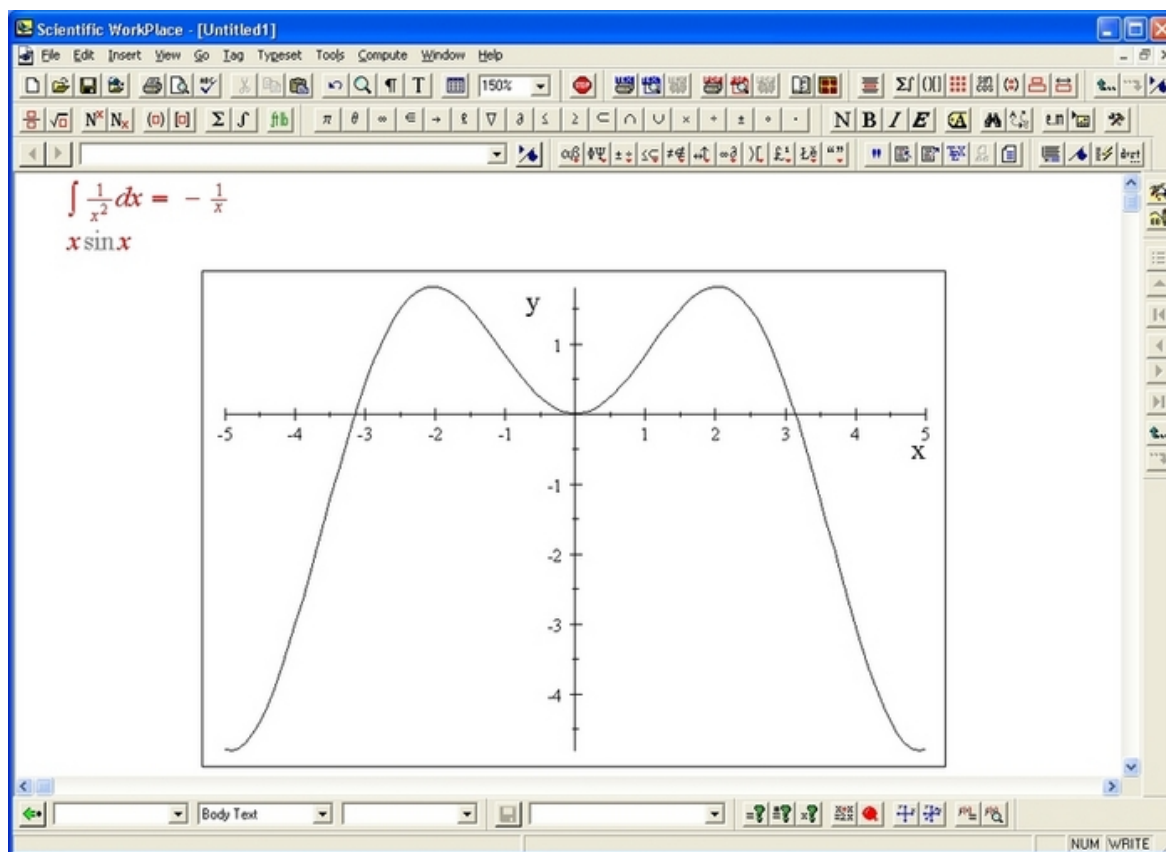 Scientific WorkPlace - [Untitled1]
File Edit Insert View Go Tag Typeset Tools Compute Window Help
150%
N B I E
∫ 1/x² dx = - 1/x
x sin x
y
1
-5 -4 -3 -2 -1 1 2 3 4 5
x
-1
-2
-3
-4
Body Text
NUM WRITE